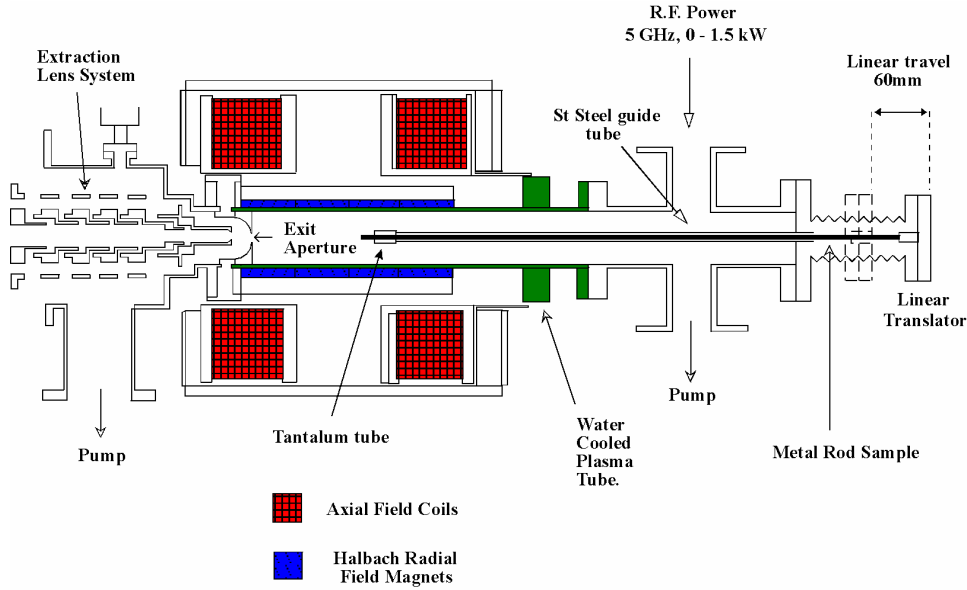 R.F. Power
5 GHz, 0 - 1.5 kW
Extraction
Lens System
Linear travel
60mm
St Steel guide
tube
Exit
Aperture
Linear
Translator
Pump
Water
Cooled
Plasma
Tube.
Tantalum tube
Metal Rod Sample
Pump
Axial Field Coils
Halbach Radial
Field Magnets